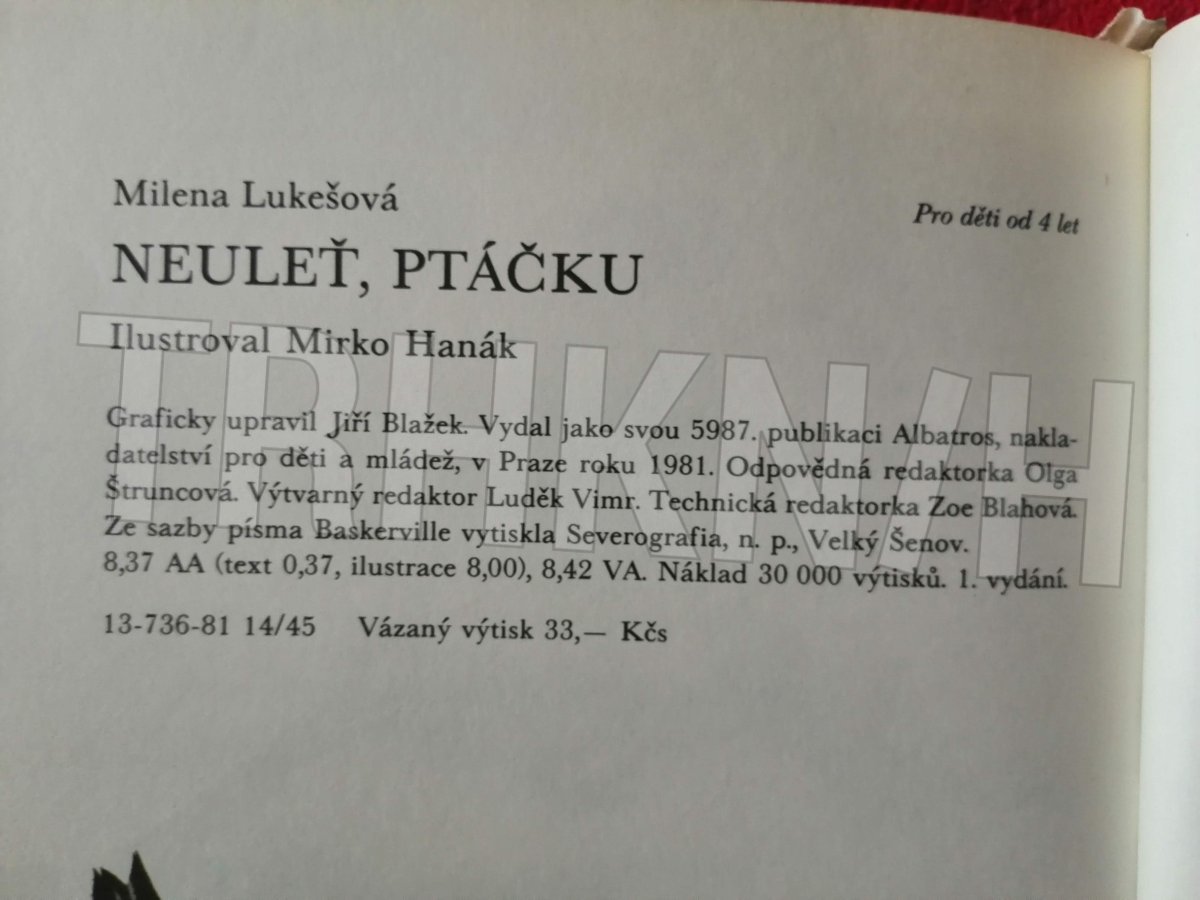 Milena Lukešová
Pro děti od 4 let
NEULEŤ, PTÁČKU
Ilustroval Mirko Hanák
Graficky upravil Jiří Blažek. Vydal jako svou 5987. publikaci Albatros, nakla-
datelství pro děti a mládež, v Praze roku 1981. Odpovědná redaktorka Olga
Štruncová. Výtvarný redaktor Luděk Vimr. Technická redaktorka Zoe Blahová.
Ze sazby písma Baskerville vytiskla Severografia, n. p., Velký Šenov.
8,37 AA (text 0,37, ilustrace 8,00), 8,42 VA. Náklad 30 000 výtisků. 1. vydání.
13-736-81 14/45 Vázaný výtisk 33,— Kčs